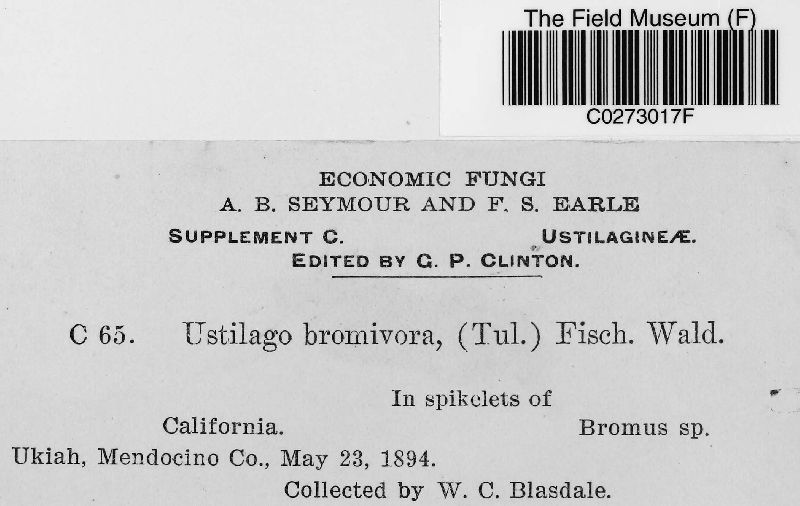 The Field Museum (F)
C0273017F
ECONOMIC FUNGI
A. B. SEYMOUR AND F. S. EARLE
SUPPLEMENT C. USTILAGINEÆ.
EDITED BY G. P. CLINTON.
C 65. Ustilago bromivora, (Tul.) Fisch. Wald.
In spikelets of
California. Bromus sp.
Ukiah, Mendocino Co., May 23, 1894.
Collected by W. C. Blasdale.